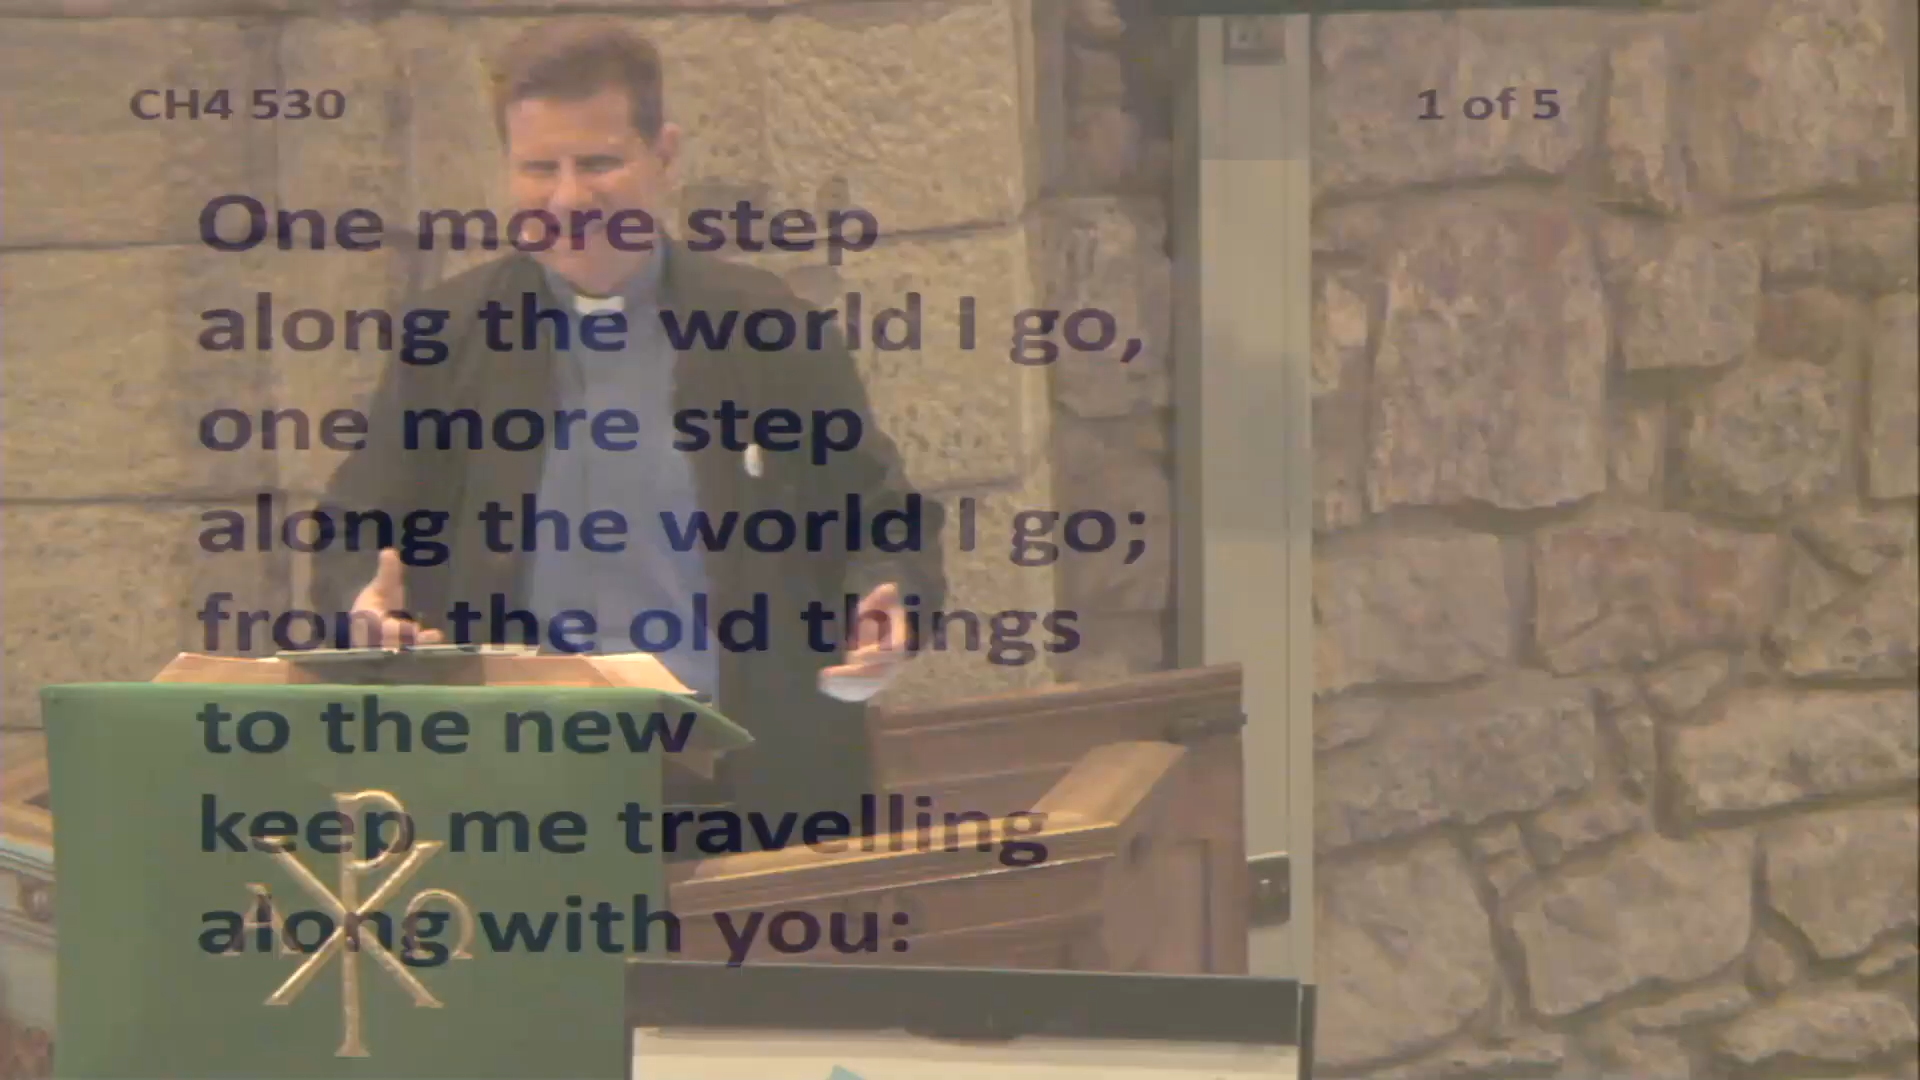 CH4 530
1 of 5
One more step
along the world I go,
one more step
along the world I go;
from the old things
to the new
keep me travelling
along with you:
Α Ω